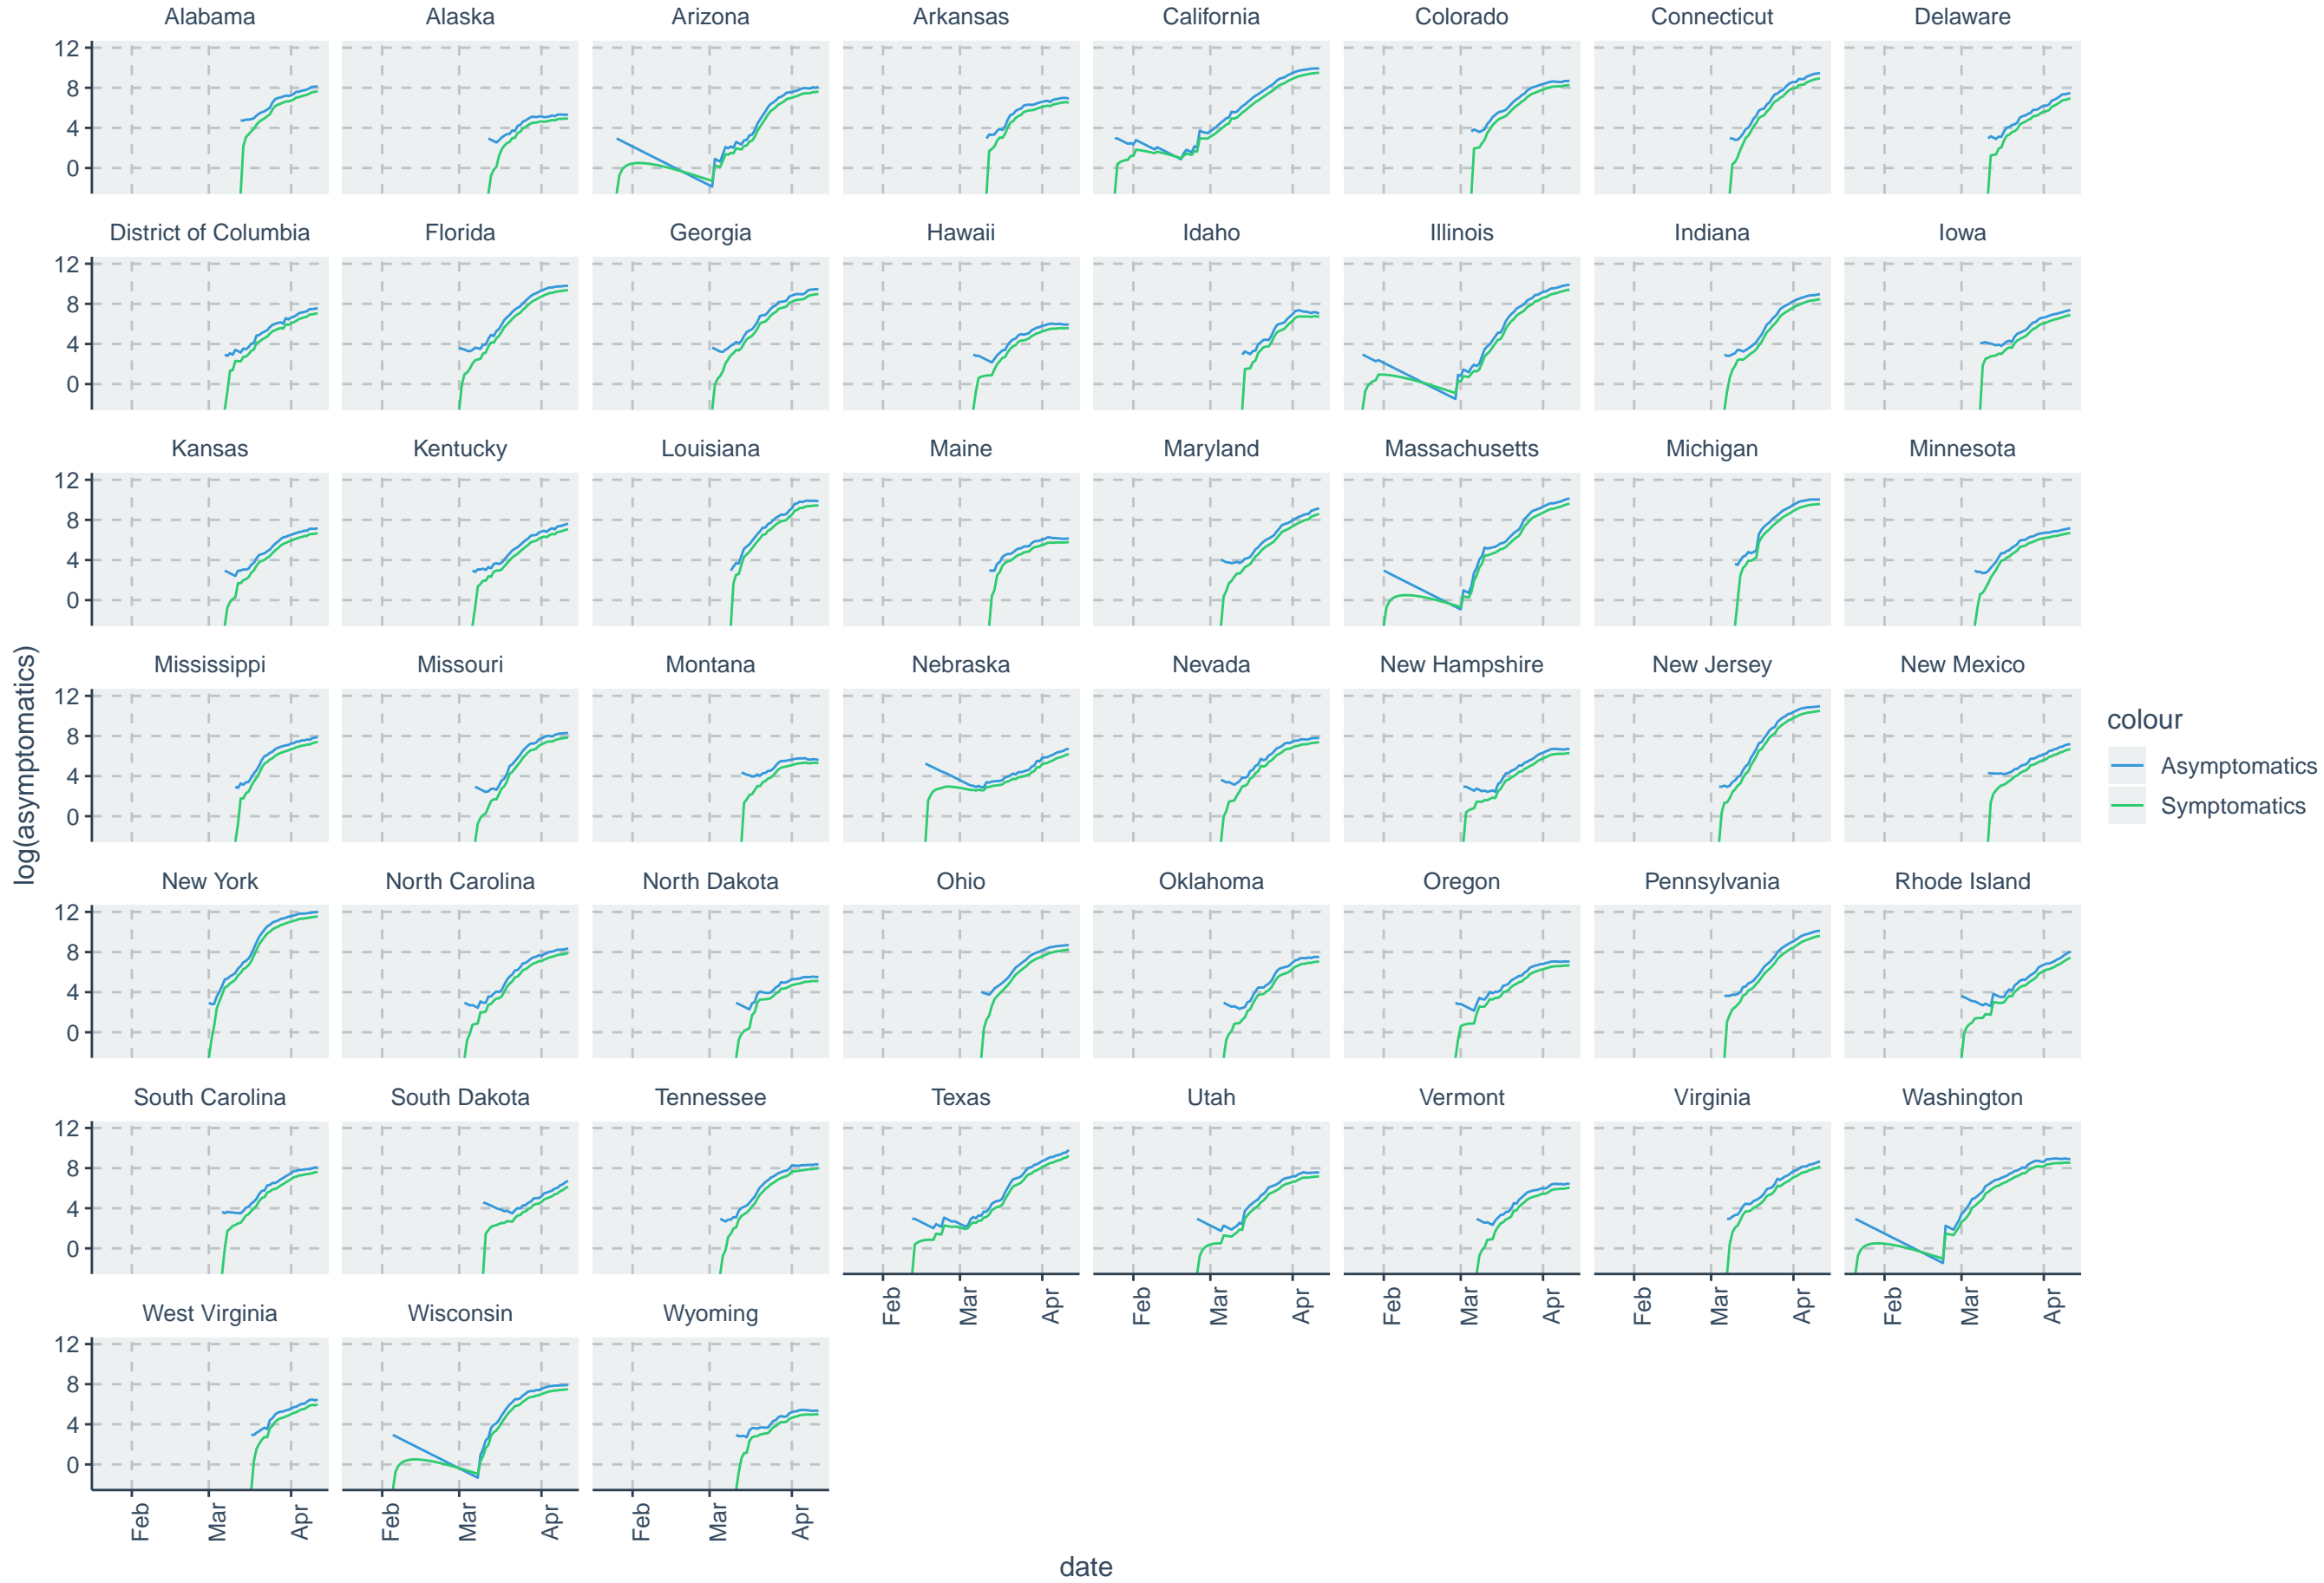 Alabama Alaska Arizona Arkansas California Colorado Connecticut Delaware
12
8
4
0
District of Columbia Florida Georgia Hawaii Idaho Illinois Indiana Iowa
12
8
4
0
Kansas Kentucky Louisiana Maine Maryland Massachusetts Michigan Minnesota
12
8
4
0
log(asymptomatics)
Mississippi Missouri Montana Nebraska Nevada New Hampshire New Jersey New Mexico
12
8
4
0
colour
Asymptomatics
Symptomatics
New York North Carolina North Dakota Ohio Oklahoma Oregon Pennsylvania Rhode Island
12
8
4
0
South Carolina South Dakota Tennessee Texas Utah Vermont Virginia Washington
12
8
4
0
Feb Mar Apr Feb Mar Apr Feb Mar Apr Feb Mar Apr Feb Mar Apr
West Virginia Wisconsin Wyoming
12
8
4
0
Feb Mar Apr Feb Mar Apr Feb Mar Apr
date